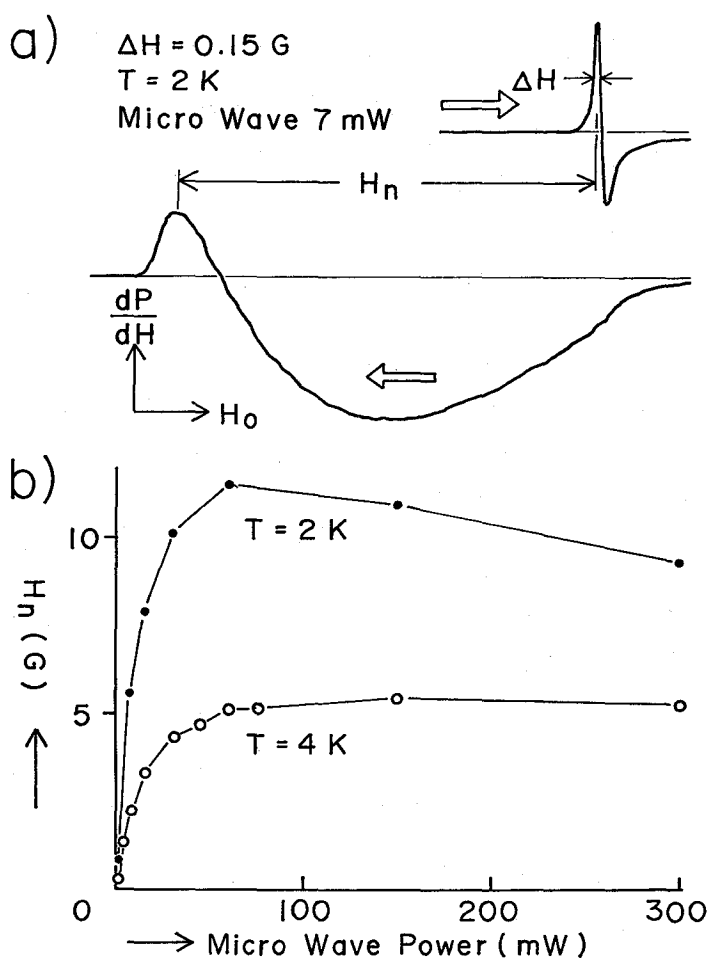 a)
ΔH = 0.15 G
T = 2 K
Micro Wave 7 mW
ΔH
Hn
dP
dH
Ho
b)
10
T = 2 K
Hn (G)
5
T = 4 K
0 100 200 300
Micro Wave Power (mW)